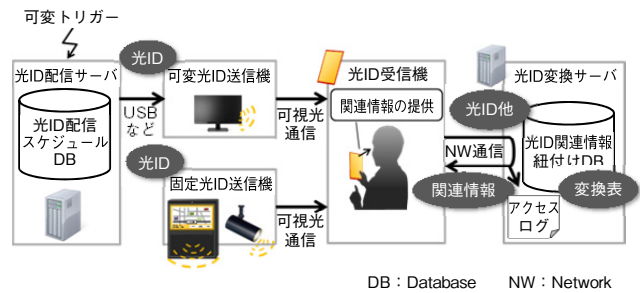 可変トリガー
光ID配信サーバ
光ID配信
スケジュール
DB
光ID
USB
など
可変光ID送信機
可視光
通信
光ID
固定光ID送信機
可視光
通信
光ID受信機
関連情報の提供
NW通信
光ID他
関連情報
光ID変換サーバ
光ID関連情報
紐付けDB
変換表
アクセス
ログ
DB：Database NW：Network